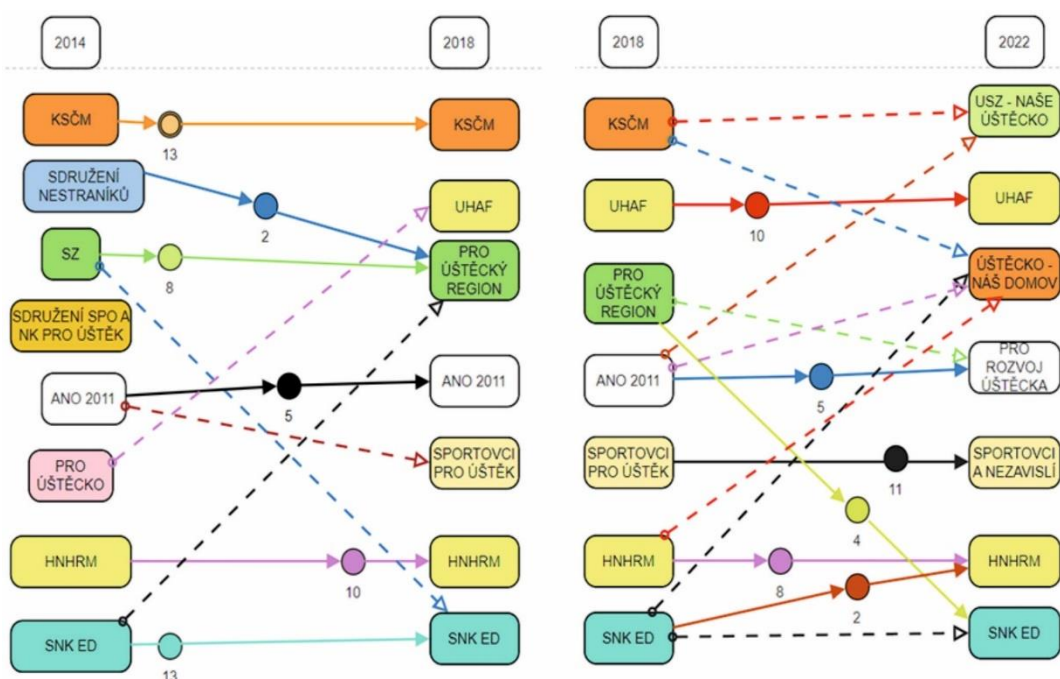 2014
2018
KSČM
KSČM
13
SDRUŽENÍ
NESTRANÍKŮ
2
UHAF
SZ
8
PRO
ÚŠTĚCKÝ
REGION
SDRUŽENÍ SPO A
NK PRO ÚŠTĚK
ANO 2011
5
ANO 2011
PRO
ÚŠTĚCKO
SPORTOVCI
PRO ÚŠTĚK
HNHRM
10
HNHRM
SNK ED
13
SNK ED
2018
2022
KSČM
USZ - NAŠE
ÚŠTĚCKO
UHAF
10
UHAF
PRO
ÚŠTĚCKÝ
REGION
ÚŠTĚCKO -
NÁŠ DOMOV
ANO 2011
5
PRO
ROZVOJ
ÚŠTĚCKA
SPORTOVCI
PRO ÚŠTĚK
11
SPORTOVCI
A NEZAVISLÍ
4
HNHRM
8
HNHRM
2
SNK ED
SNK ED